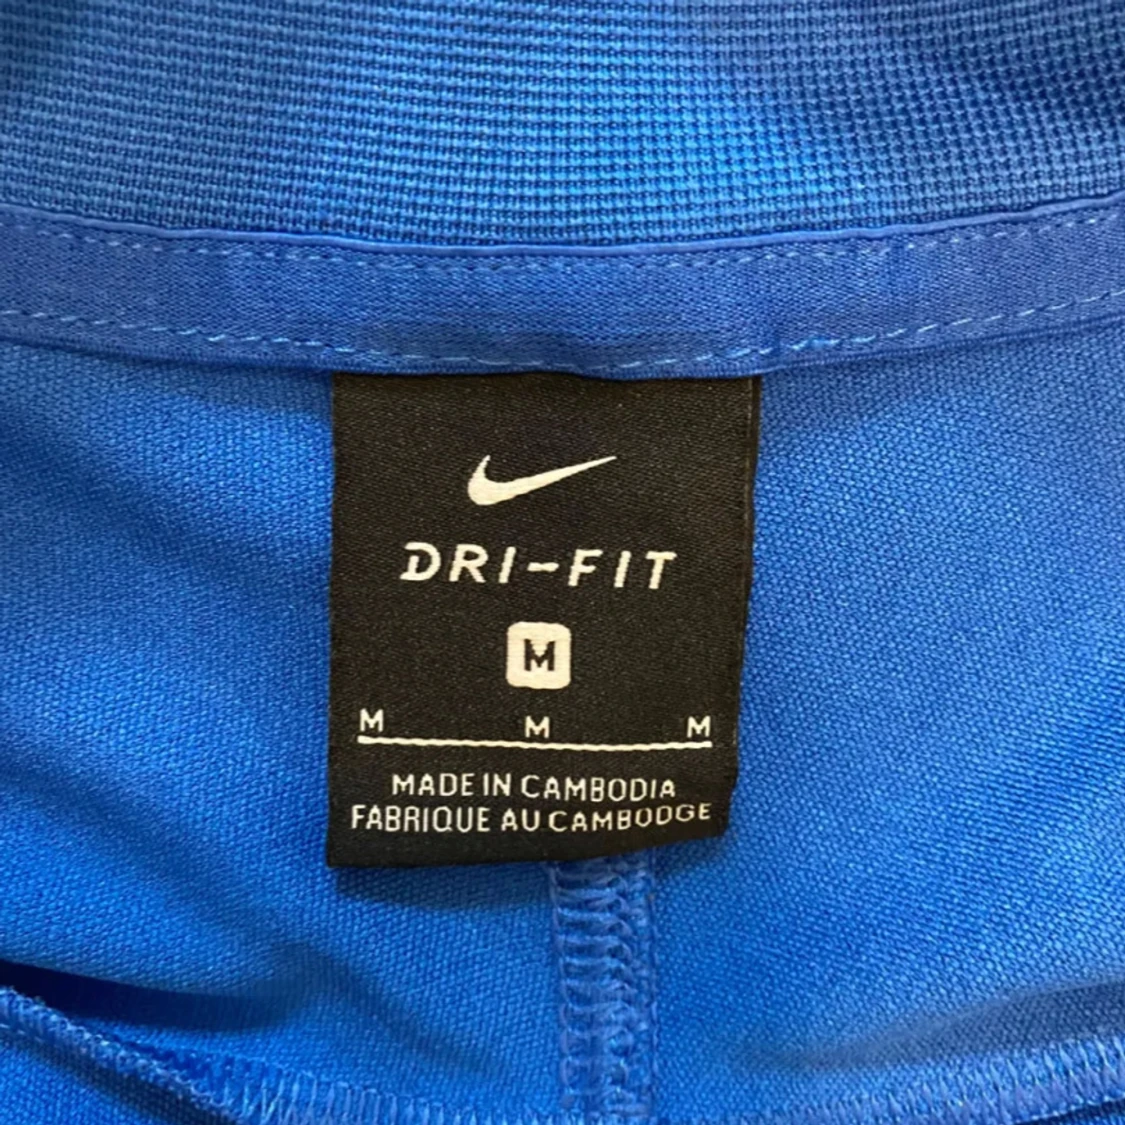 DRI-FIT
M
M M M
MADE IN CAMBODIA
FABRIQUE AU CAMBODGE